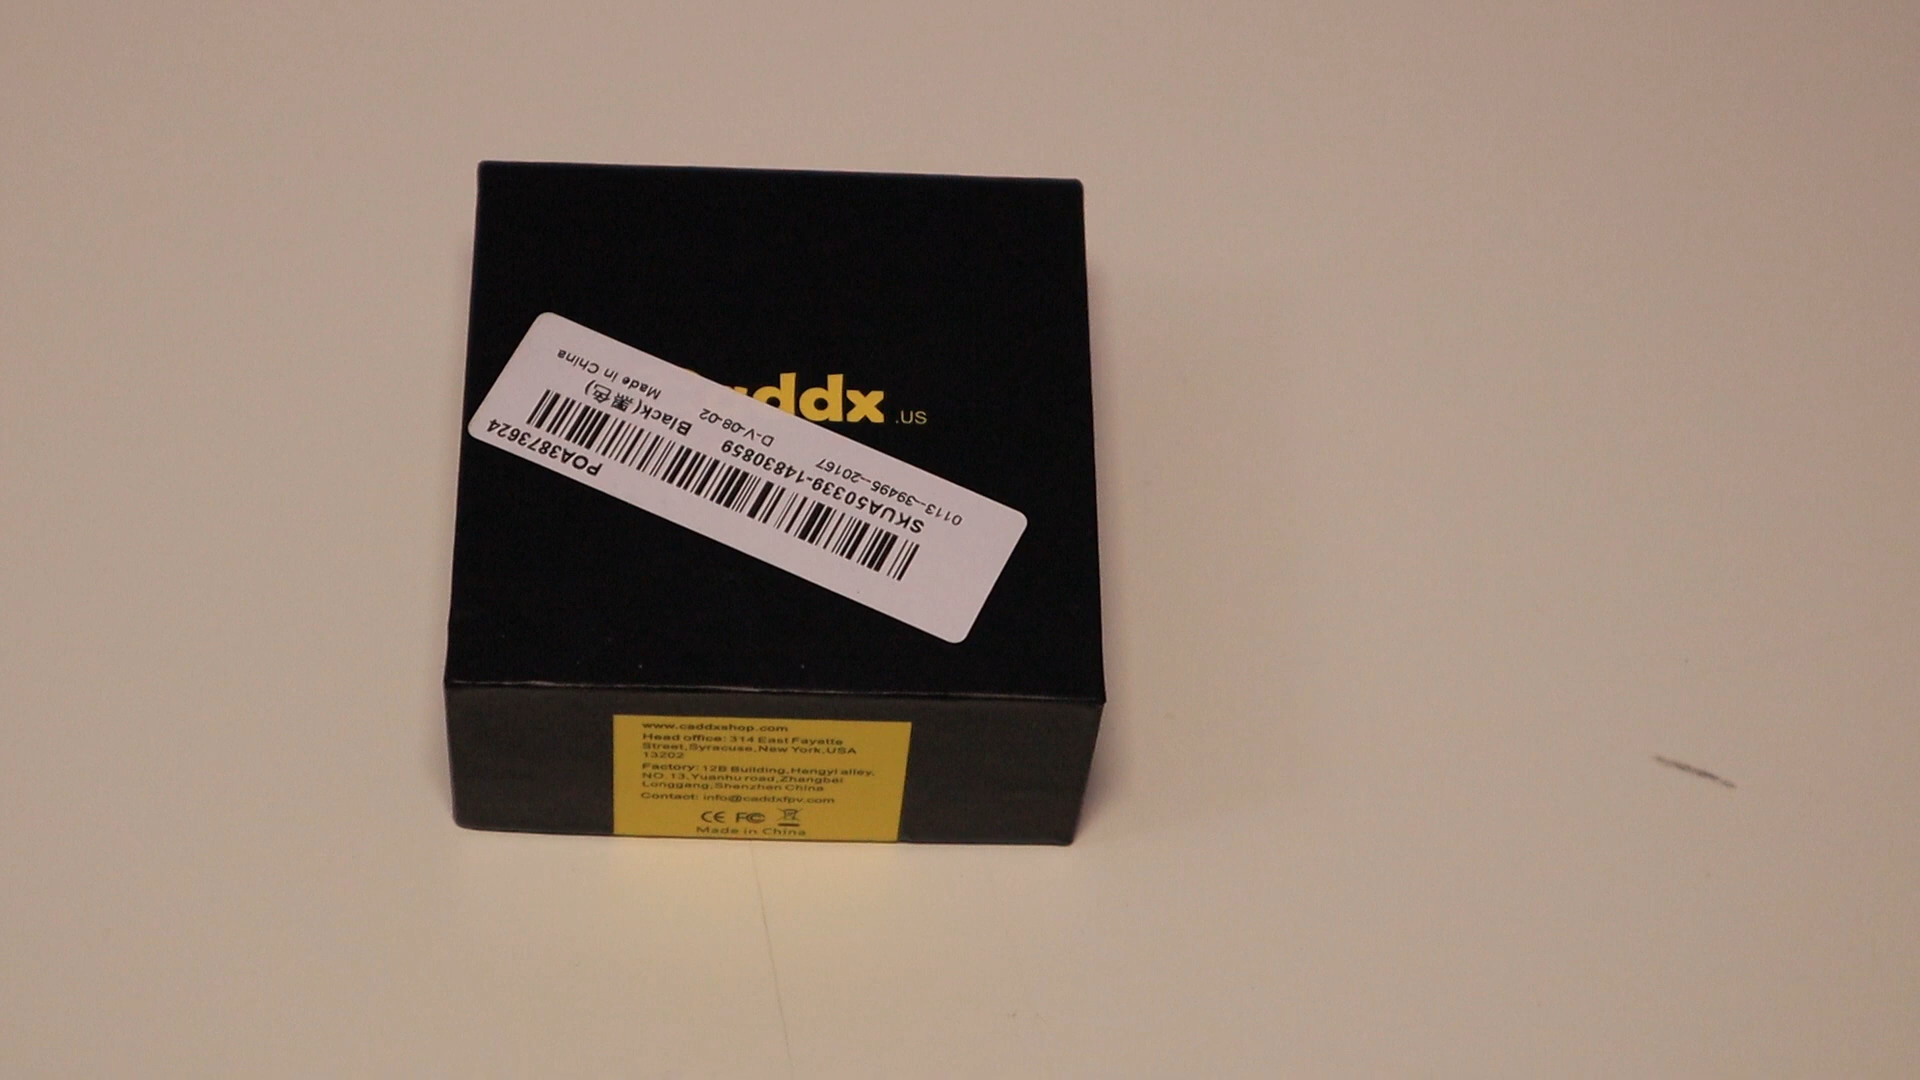 addx .US
POA3873624
SKUA50339-14830859 Black(黑色)
0113--39495--20167 D-V-08-02 Made in China
www.caddxshop.com
Head office: 314 East Fayette
Street,Syracuse,New York,USA
13202
Factory: 12B Building,Hengyi alley,
NO.13,Yuanhu road,Zhangbei
Longgang,Shenzhen China
Contact: info@caddxfpv.com
CE FC
Made in China